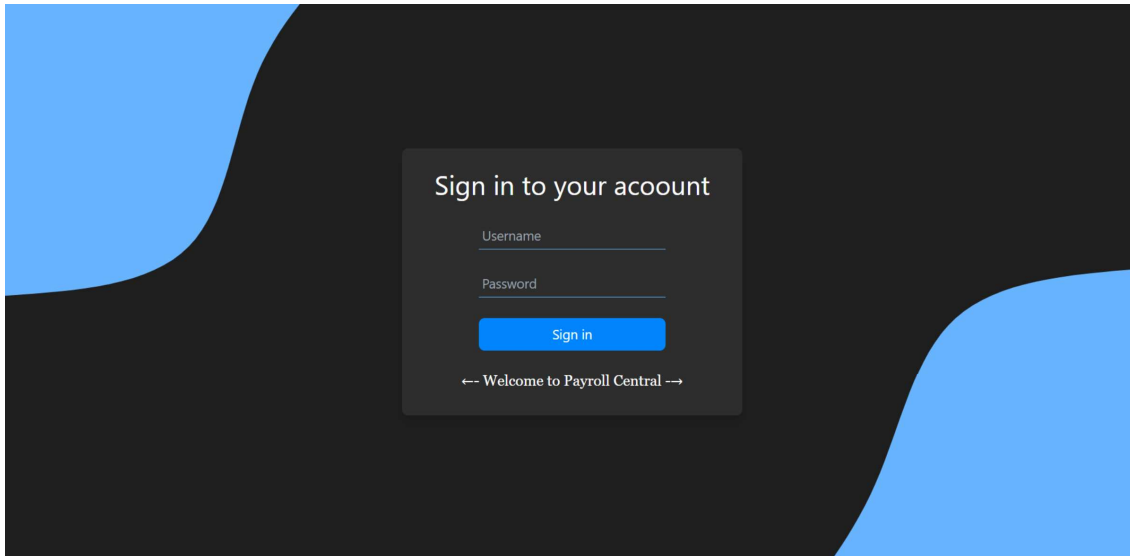 Sign in to your acoount
Username
Password
Sign in
←- Welcome to Payroll Central -→